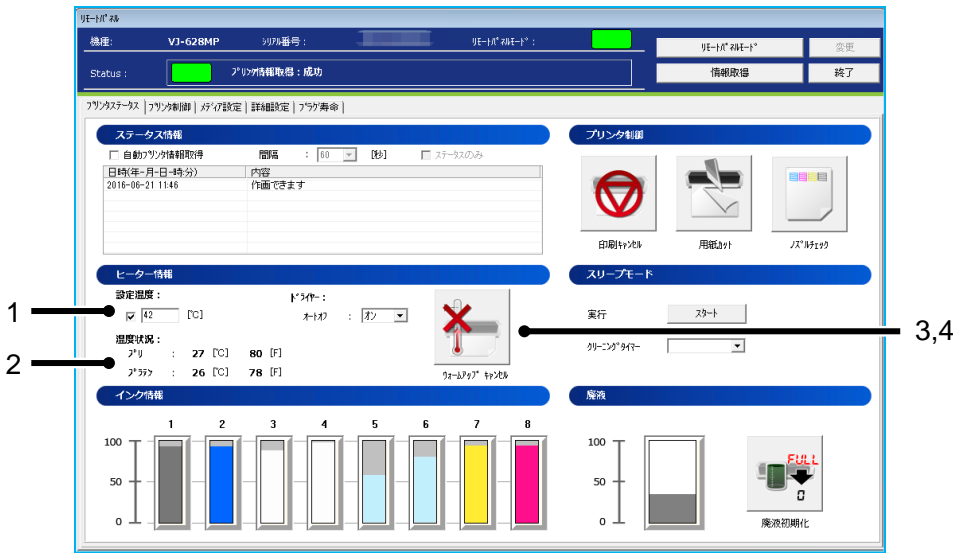 ﾘﾓｰﾄﾊﾟﾈﾙ
機種: VJ-628MP ｼﾘｱﾙ番号: ﾘﾓｰﾄﾊﾟﾈﾙﾓｰﾄﾞ: ﾘﾓｰﾄﾊﾟﾈﾙﾓｰﾄﾞ 変更
Status: ﾌﾟﾘﾝﾀ情報取得:成功 情報取得 終了
ﾌﾟﾘﾝﾀｽﾃｰﾀｽ ﾌﾟﾘﾝﾀ制御 ﾒﾃﾞｨｱ設定 詳細設定 ﾌﾟﾗｸﾞ寿命
ステータス情報
自動ﾌﾟﾘﾝﾀ情報取得 間隔 : 60 [秒] ｽﾃｰﾀｽのみ
日時(年-月-日-時:分) 内容
2016-06-21 11:46 作画できます
プリンタ制御
印刷ｷｬﾝｾﾙ 用紙ｶｯﾄ ﾉｽﾞﾙﾁｪｯｸ
ヒーター情報
設定温度: ﾄﾞﾗｲﾔｰ:
1 42 [℃] ｵｰﾄｵﾌ : ｵﾝ
温度状況:
ﾌﾟﾘ : 27 [℃] 80 [F]
2
ﾌﾟﾗﾃﾝ : 26 [℃] 78 [F]
ｳｫｰﾑｱｯﾌﾟ ｷｬﾝｾﾙ
3,4
スリープモード
実行 ｽﾀｰﾄ
ｸﾘｰﾆﾝｸﾞﾀｲﾏｰ
インク情報
1 2 3 4 5 6 7 8
100
50
0
廃液
100
50
0
FULL
0
廃液初期化